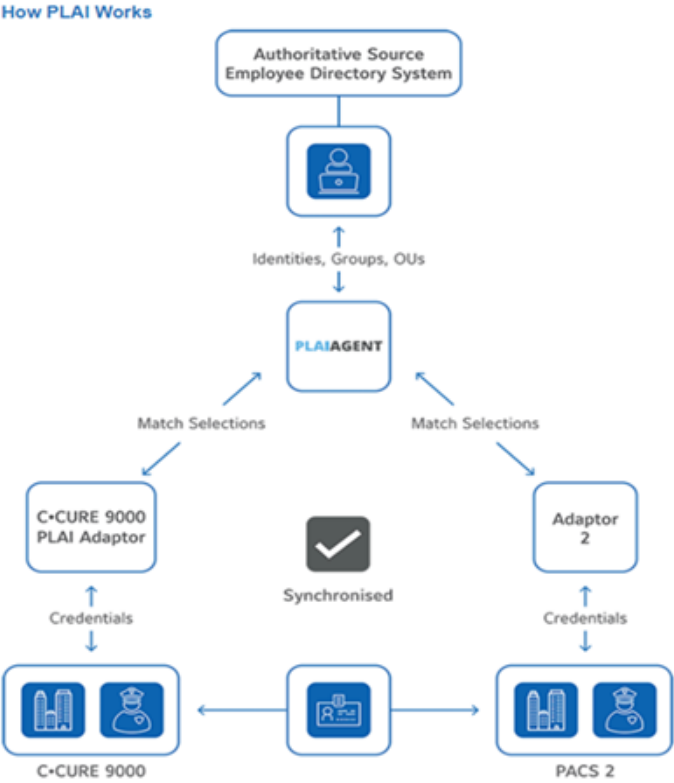 How PLAI Works
Authoritative Source
Employee Directory System
Identities, Groups, OUs
PLAIAGENT
Match Selections
Match Selections
C•CURE 9000
PLAI Adaptor
Adaptor
2
Synchronised
Credentials
Credentials
C•CURE 9000
PACS 2